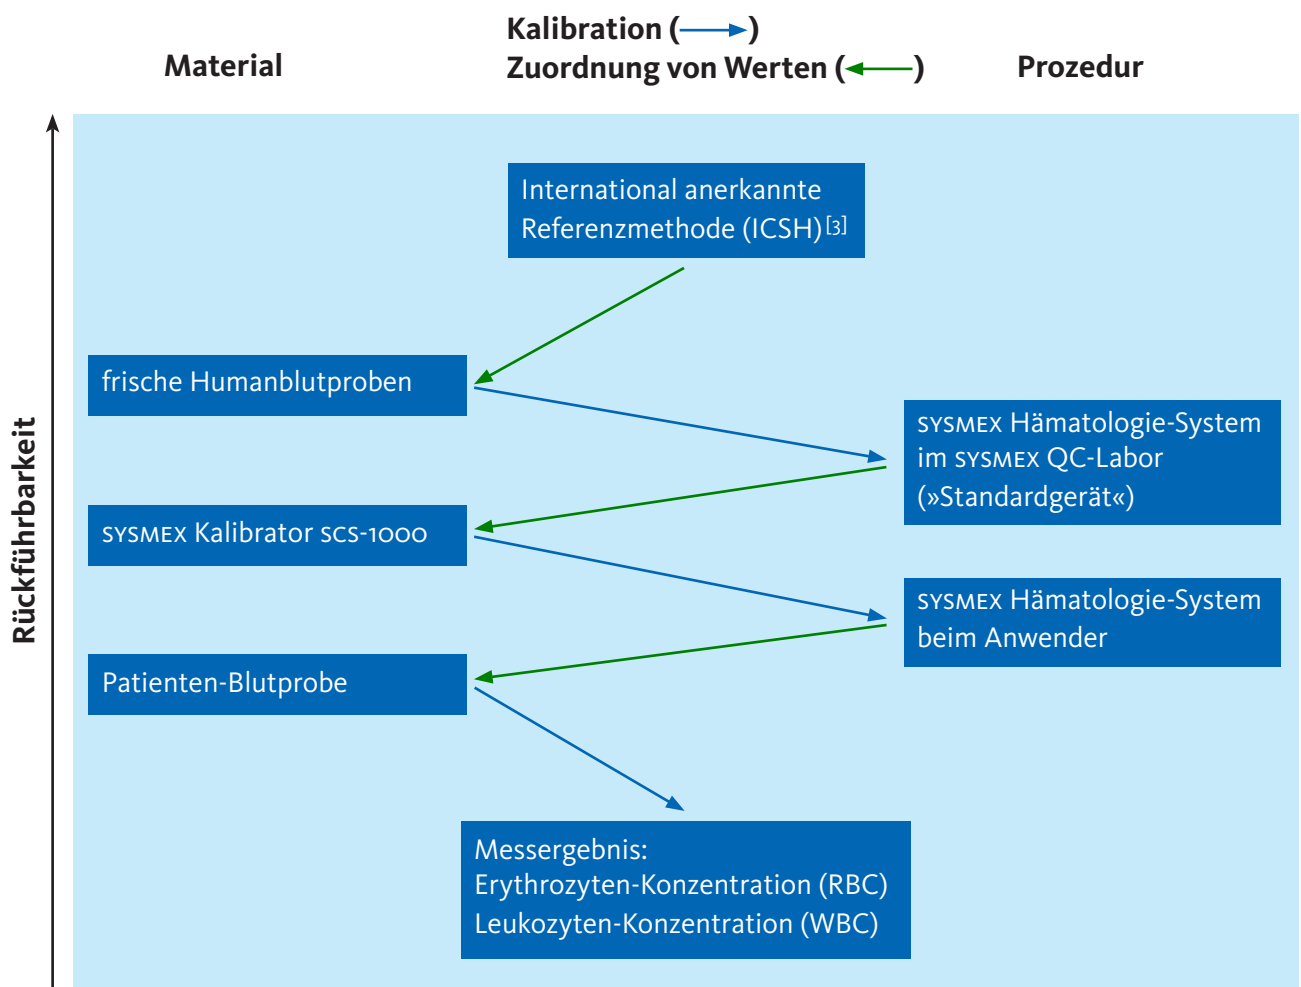 Material
Kalibration ( )
Zuordnung von Werten ( )
Prozedur
Rückführbarkeit
International anerkannte
Referenzmethode (ICSH)[3]
frische Humanblutproben
SYSMEX Hämatologie-System
im SYSMEX QC-Labor
(»Standardgerät«)
SYSMEX Kalibrator SCS-1000
SYSMEX Hämatologie-System
beim Anwender
Patienten-Blutprobe
Messergebnis:
Erythrozyten-Konzentration (RBC)
Leukozyten-Konzentration (WBC)